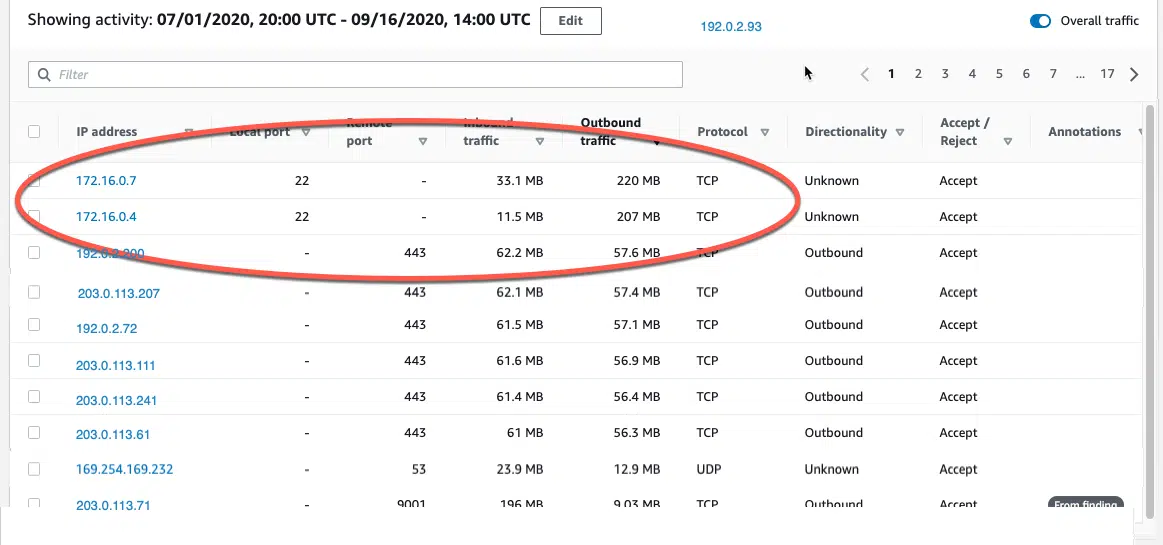 Showing activity: 07/01/2020, 20:00 UTC - 09/16/2020, 14:00 UTC Edit 192.0.2.93 Overall traffic
Filter 1 2 3 4 5 6 7 ... 17
IP address Local port Remote port Inbound traffic Outbound traffic Protocol Directionality Accept / Reject Annotations
172.16.0.7 22 - 33.1 MB 220 MB TCP Unknown Accept
172.16.0.4 22 - 11.5 MB 207 MB TCP Unknown Accept
192.0.2.200 - 443 62.2 MB 57.6 MB TCP Outbound Accept
203.0.113.207 - 443 62.1 MB 57.4 MB TCP Outbound Accept
192.0.2.72 - 443 61.5 MB 57.1 MB TCP Outbound Accept
203.0.113.111 - 443 61.6 MB 56.9 MB TCP Outbound Accept
203.0.113.241 - 443 61.4 MB 56.4 MB TCP Outbound Accept
203.0.113.61 - 443 61 MB 56.3 MB TCP Outbound Accept
169.254.169.232 - 53 23.9 MB 12.9 MB UDP Unknown Accept
203.0.113.71 - 9001 196 MB 9.03 MB TCP Outbound Accept From finding